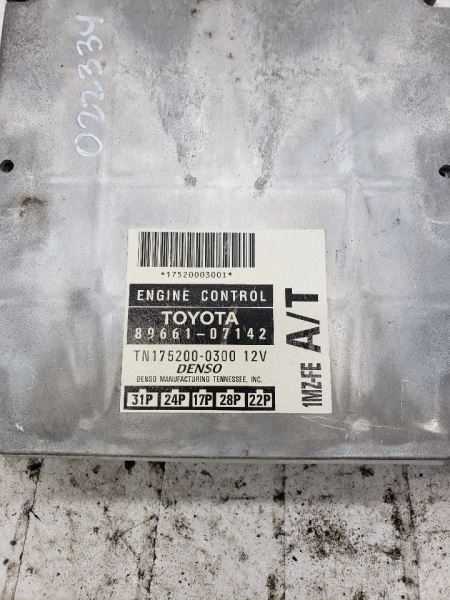 022334
*1752000300I*
ENGINE CONTROL
TOYOTA
89661-07142
TN175200-0300 12V
DENSO
DENSO MANUFACTURING TENNESSEE, INC.
31P 24P 17P 28P 22P
1MZ-FE A/T